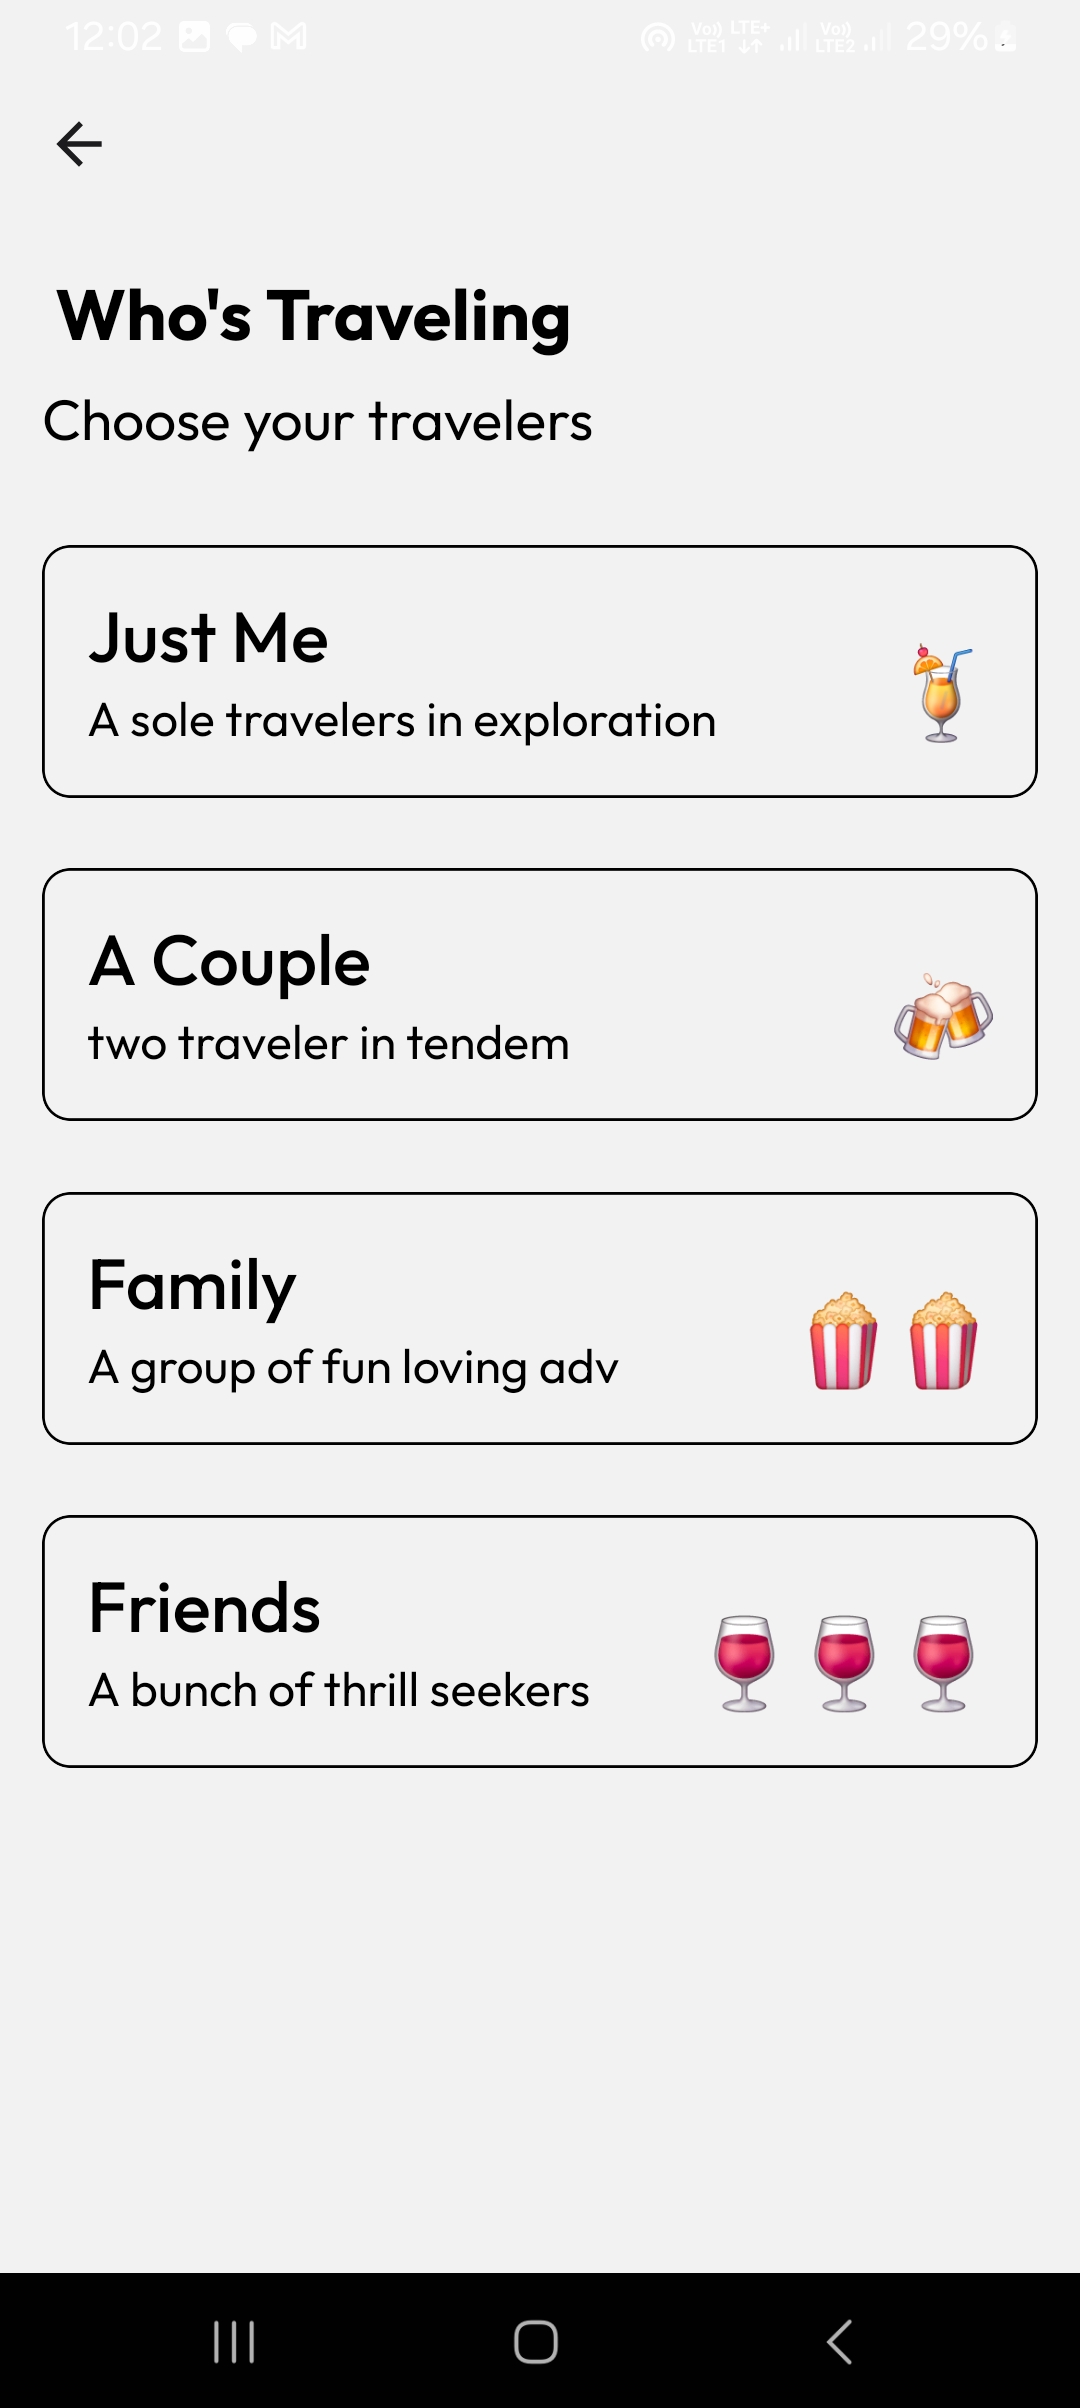 12:02 Vo)) LTE1 LTE+ Vo)) LTE2 29%
Who's Traveling
Choose your travelers
Just Me
A sole travelers in exploration
A Couple
two traveler in tendem
Family
A group of fun loving adv
Friends
A bunch of thrill seekers